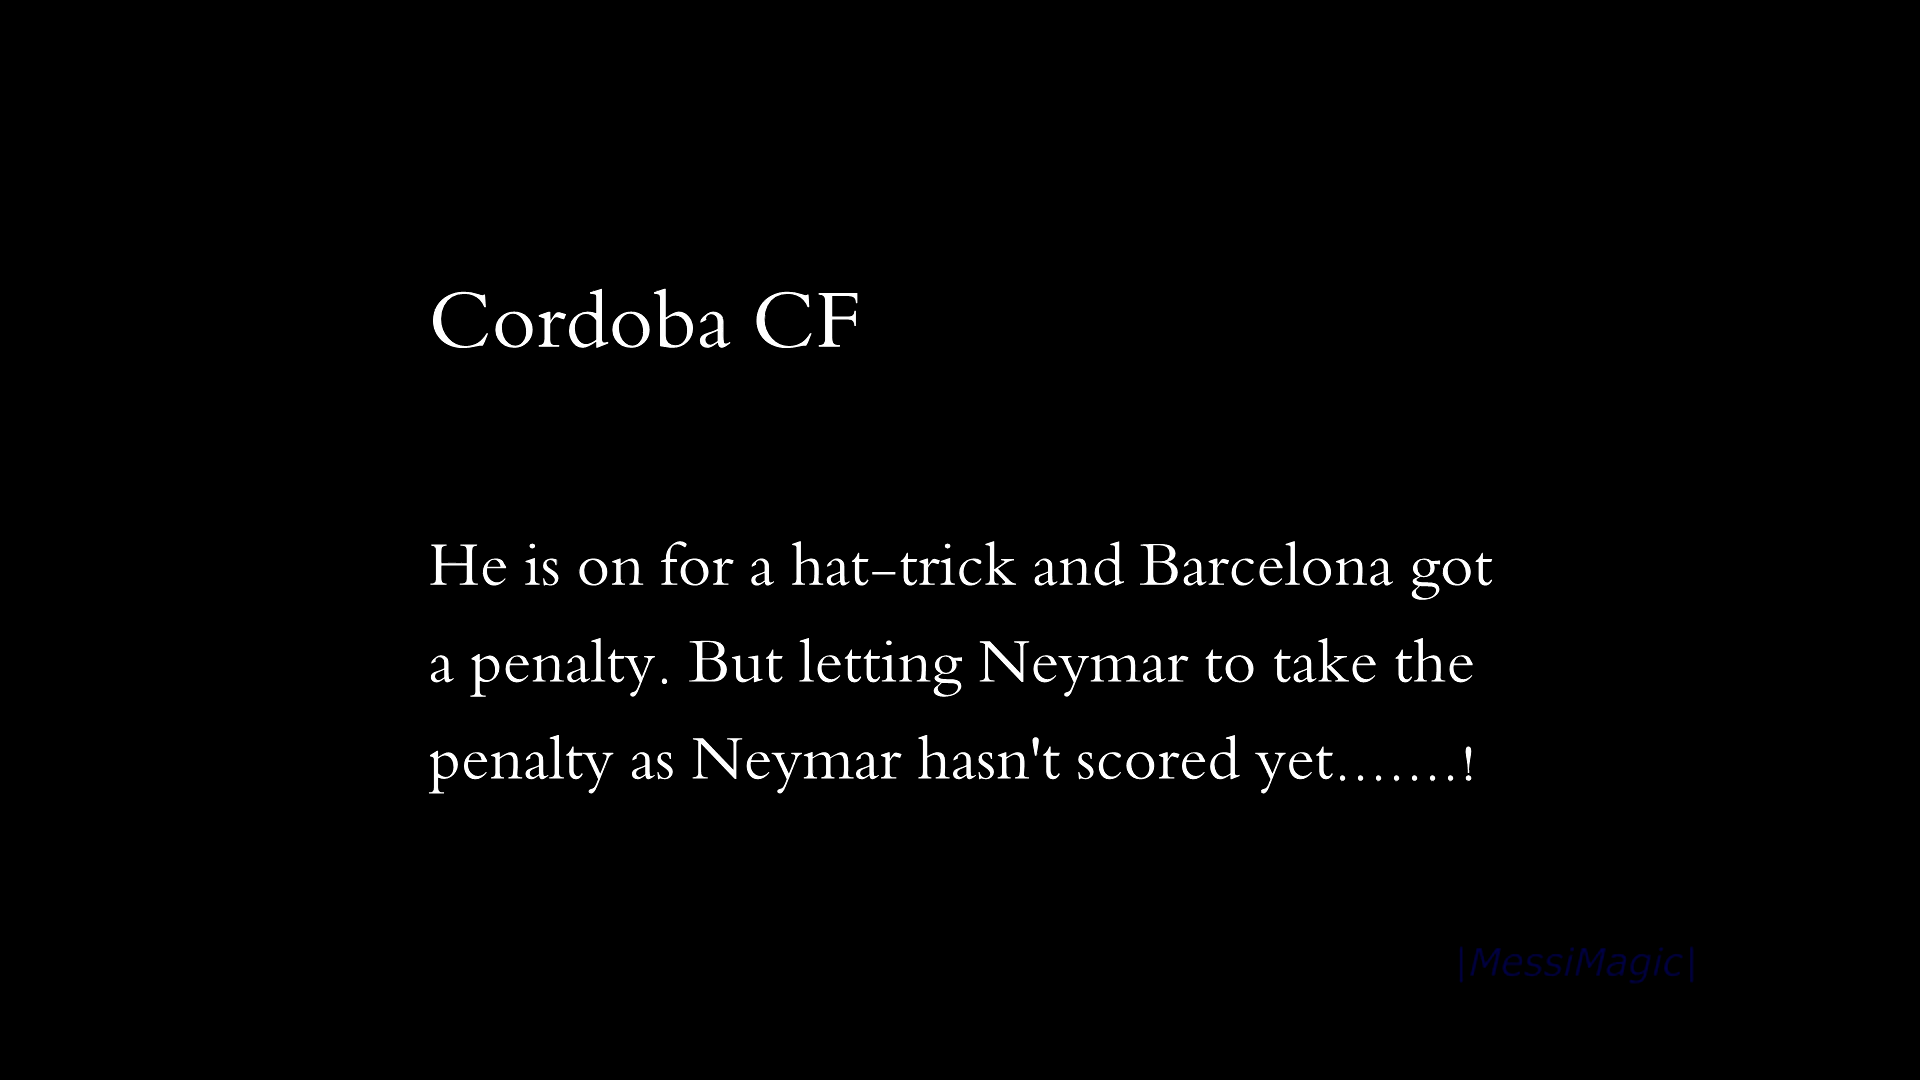 Cordoba CF
He is on for a hat-trick and Barcelona got
a penalty. But letting Neymar to take the
penalty as Neymar hasn't scored yet.......!
|MessiMagic|